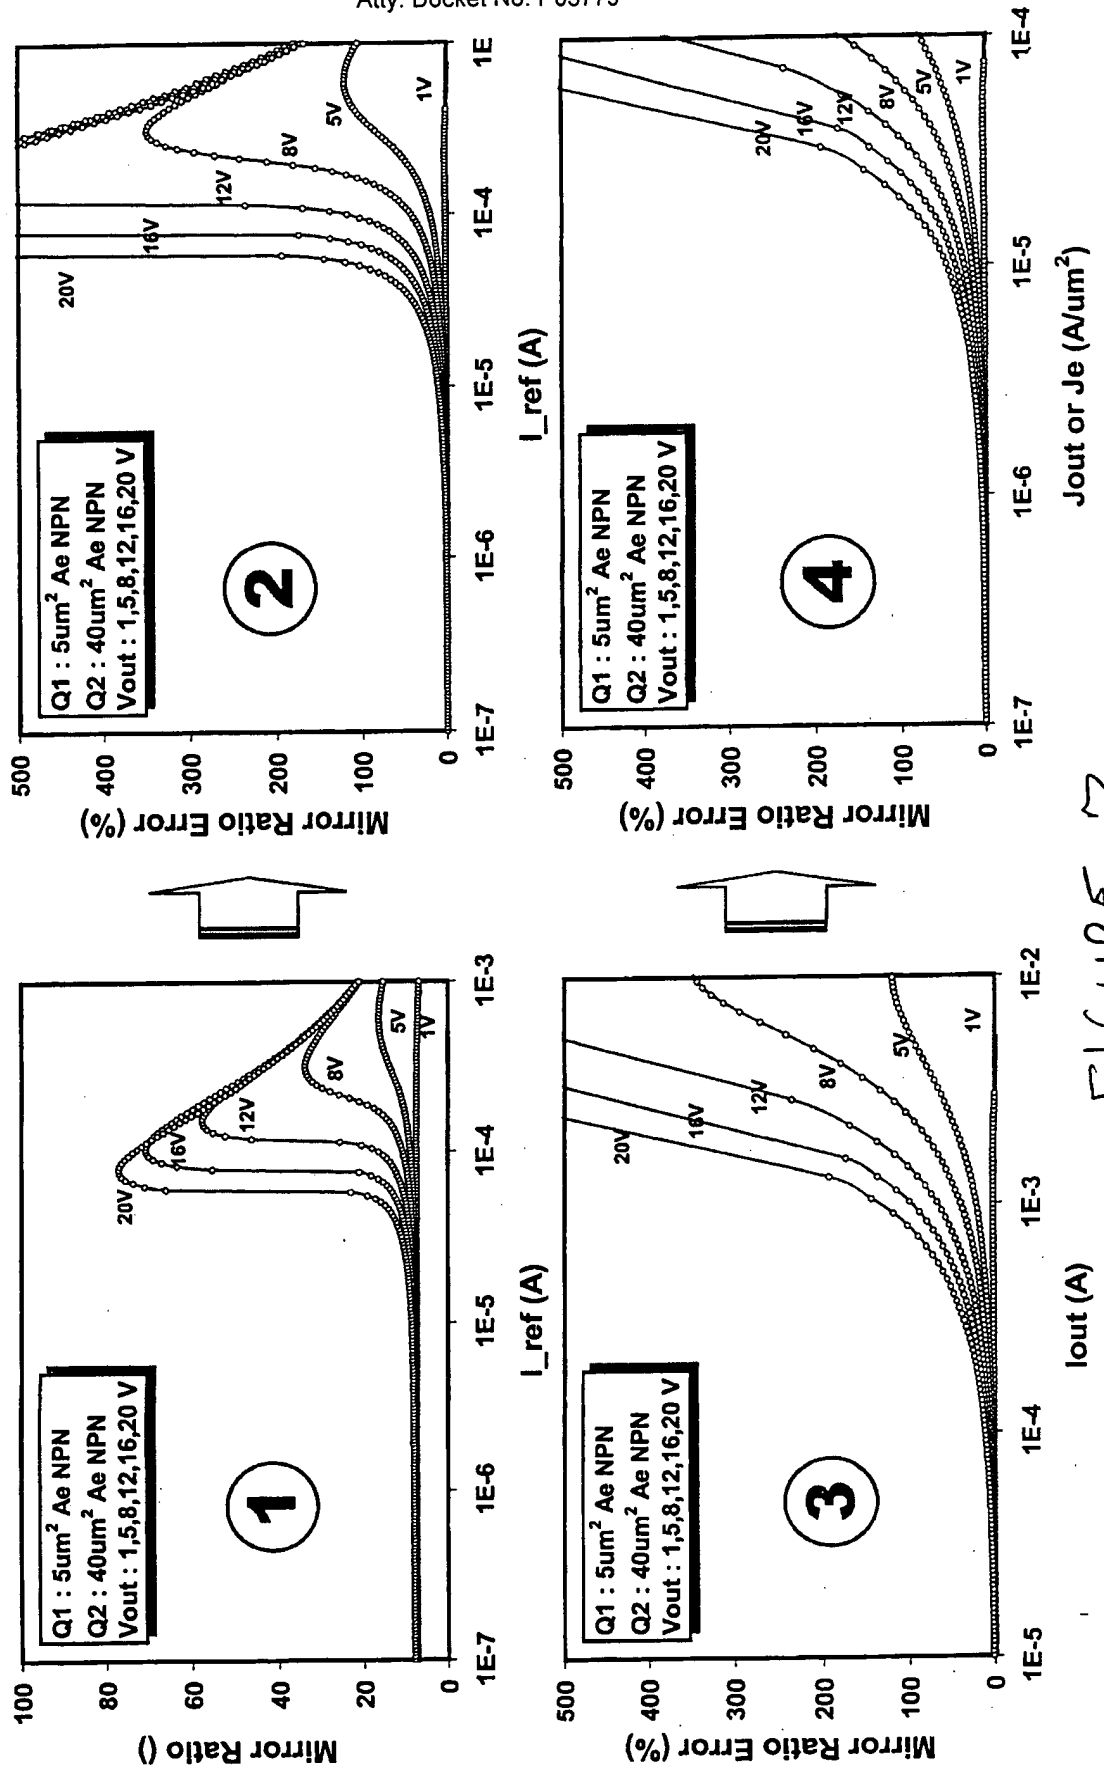 Atty. Docket No. P05775
Mirror Ratio ()
100
80
60
40
20
0
Q1 : 5um² Ae NPN
Q2 : 40um² Ae NPN
Vout : 1,5,8,12,16,20 V
1
20V
16V
12V
8V
5V
1V
1E-7
1E-6
1E-5
1E-4
1E-3
I_ref (A)
Mirror Ratio Error (%)
500
400
300
200
100
0
Q1 : 5um² Ae NPN
Q2 : 40um² Ae NPN
Vout : 1,5,8,12,16,20 V
2
20V
16V
12V
8V
5V
1V
1E-7
1E-6
1E-5
1E-4
1E
I_ref (A)
Mirror Ratio Error (%)
500
400
300
200
100
0
Q1 : 5um² Ae NPN
Q2 : 40um² Ae NPN
Vout : 1,5,8,12,16,20 V
3
20V
16V
12V
8V
5V
1V
1E-5
1E-4
1E-3
1E-2
Iout (A)
Mirror Ratio Error (%)
500
400
300
200
100
0
Q1 : 5um² Ae NPN
Q2 : 40um² Ae NPN
Vout : 1,5,8,12,16,20 V
4
20V
16V
12V
8V
5V
1V
1E-7
1E-6
1E-5
1E-4
Jout or Je (A/um²)